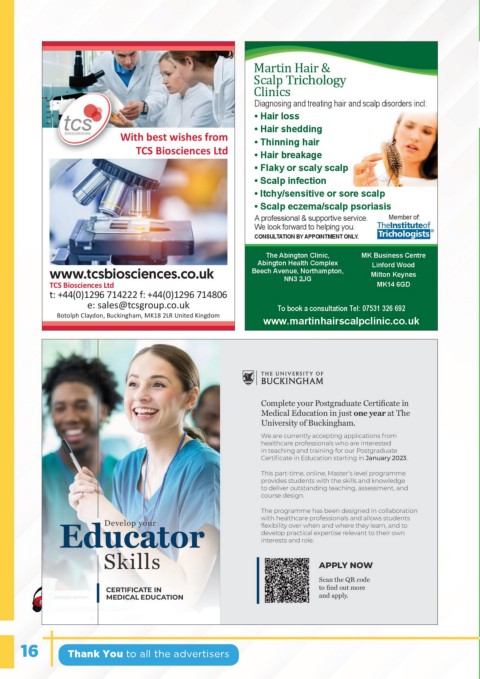 tcs
BIOSCIENCES
With best wishes from
TCS Biosciences Ltd
www.tcsbiosciences.co.uk
TCS Biosciences Ltd
t: +44(0)1296 714222 f: +44(0)1296 714806
e: sales@tcsgroup.co.uk
Botolph Claydon, Buckingham, MK18 2LR United Kingdom
Martin Hair &
Scalp Trichology
Clinics
Diagnosing and treating hair and scalp disorders incl:
• Hair loss
• Hair shedding
• Thinning hair
• Hair breakage
• Flaky or scaly scalp
• Scalp infection
• Itchy/sensitive or sore scalp
• Scalp eczema/scalp psoriasis
A professional & supportive service.
We look forward to helping you.
CONSULTATION BY APPOINTMENT ONLY.
Member of:
TheInstituteof
Trichologists
The Abington Clinic,
Abington Health Complex
Beech Avenue, Northampton,
NN3 2JG
MK Business Centre
Linford Wood
Milton Keynes
MK14 6GD
To book a consultation Tel: 07531 326 692
www.martinhairscalpclinic.co.uk
Develop your
Educator
Skills
CERTIFICATE IN
MEDICAL EDUCATION
THE UNIVERSITY OF
BUCKINGHAM
Complete your Postgraduate Certificate in
Medical Education in just one year at The
University of Buckingham.
We are currently accepting applications from
healthcare professionals who are interested
in teaching and training for our Postgraduate
Certificate in Education starting in January 2023.
This part-time, online, Master's level programme
provides students with the skills and knowledge
to deliver outstanding teaching, assessment, and
course design.
The programme has been designed in collaboration
with healthcare professionals and allows students
flexibility over when and where they learn, and to
develop practical expertise relevant to their own
interests and role.
APPLY NOW
Scan the QR code
to find out more
and apply.
16
Thank You to all the advertisers